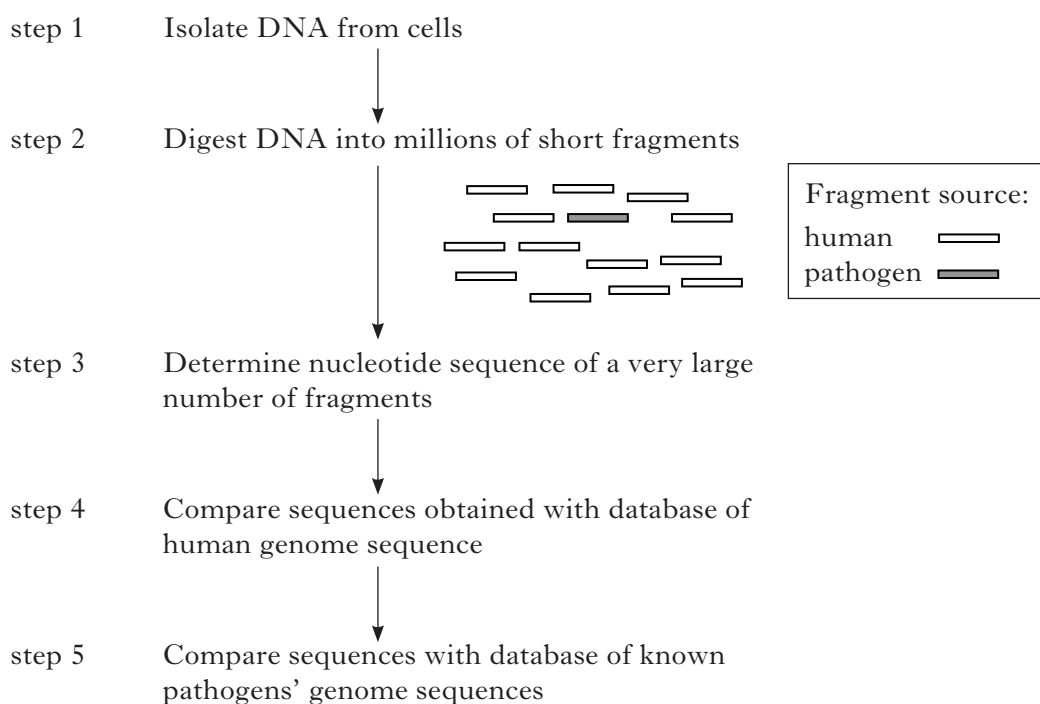 step 1 Isolate DNA from cells
step 2 Digest DNA into millions of short fragments
Fragment source:
human
pathogen
step 3 Determine nucleotide sequence of a very large
number of fragments
step 4 Compare sequences obtained with database of
human genome sequence
step 5 Compare sequences with database of known
pathogens’ genome sequences